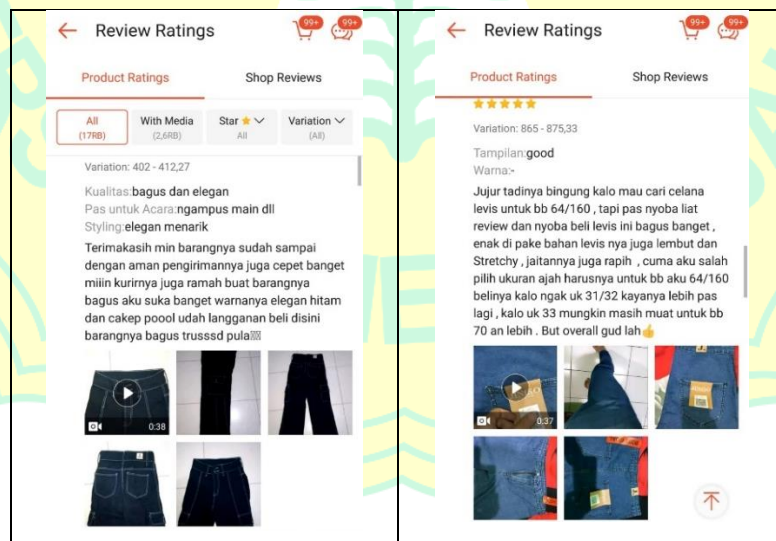 Review Ratings
99+
99+
Product Ratings
Shop Reviews
All
(17RB)
With Media
(2,6RB)
Star
All
Variation
(All)
Variation: 402 - 412,27
Kualitas:bagus dan elegan
Pas untuk Acara:ngampus main dll
Styling:elegan menarik
Terimakasih min barangnya sudah sampai
dengan aman pengirimannya juga cepet banget
miiin kurirnya juga ramah buat barangnya
bagus aku suka banget warnanya elegan hitam
dan cakep poool udah langganan beli disini
barangnya bagus trusssd pula
0:38
Review Ratings
99+
99+
Product Ratings
Shop Reviews
Variation: 865 - 875,33
Tampilan:good
Warna:-
Jujur tadinya bingung kalo mau cari celana
levis untuk bb 64/160 , tapi pas nyoba liat
review dan nyoba beli levis ini bagus banget ,
enak di pake bahan levis nya juga lembut dan
Stretchy , jaitannya juga rapih , cuma aku salah
pilih ukuran ajah harusnya untuk bb aku 64/160
belinya kalo ngak uk 31/32 kayanya lebih pas
lagi , kalo uk 33 mungkin masih muat untuk bb
70 an lebih . But overall gud lah👍
0:37